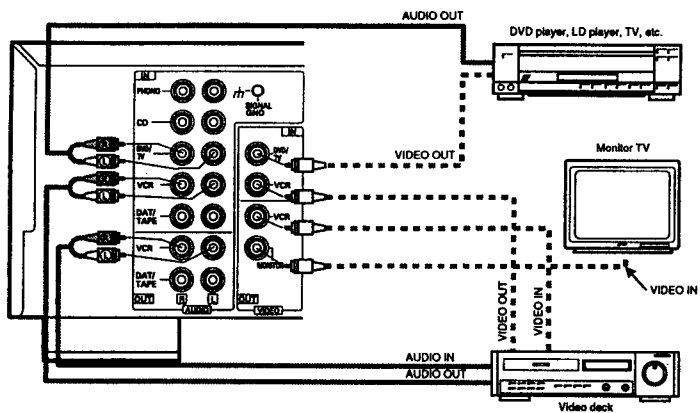 AUDIO OUT
DVD player, LD player, TV, etc.
IN
PHONO
SIGNAL
GND
CD
IN
R
L
DVD/
TV
DVD/
TV
VIDEO OUT
Monitor TV
R
L
VCR
VCR
DAT/
TAPE
VCR
R
L
VCR
MONITOR
DAT/
TAPE
OUT
R
L
OUT
AUDIO
VIDEO
VIDEO OUT
VIDEO IN
VIDEO IN
AUDIO IN
AUDIO OUT
Video deck